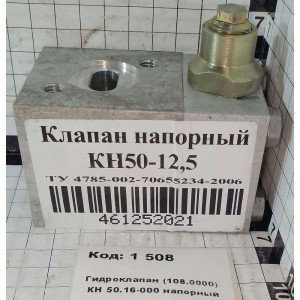 Клапан напорный
КН50-12,5
ТУ 4785-002-70655234-2006
461252021
Код: 1 508
Гидроклапан (108.0000)
КН 50.16-000 напорный